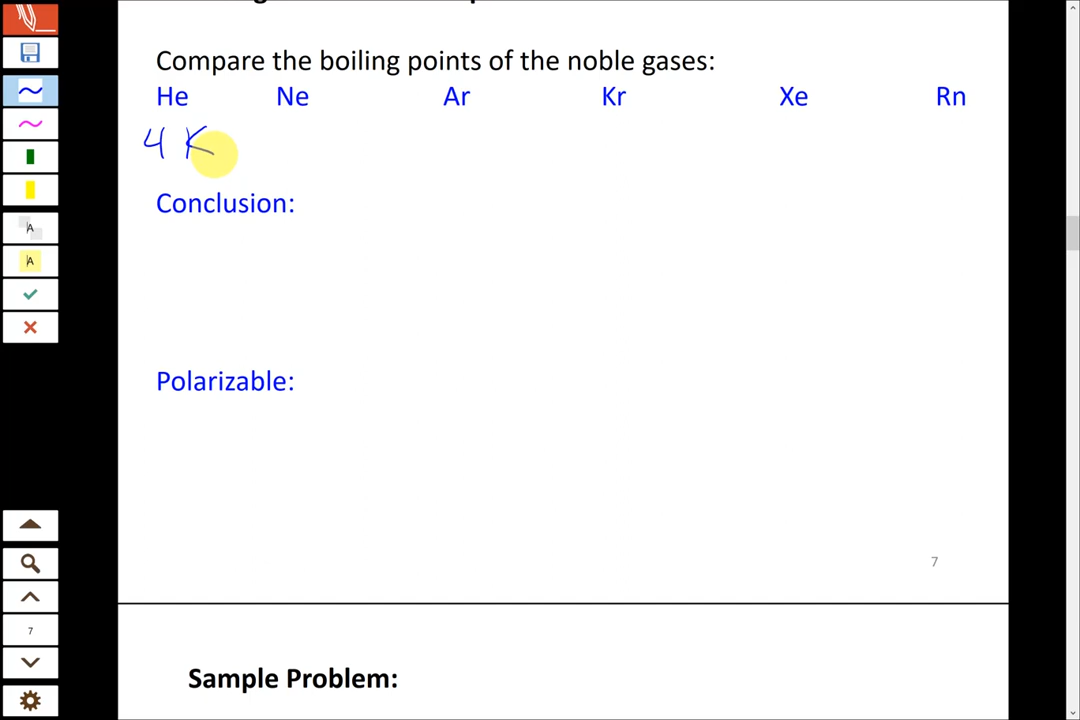 Compare the boiling points of the noble gases:
He Ne Ar Kr Xe Rn
4 K
Conclusion:
Polarizable:
7
Sample Problem:
A
A
7